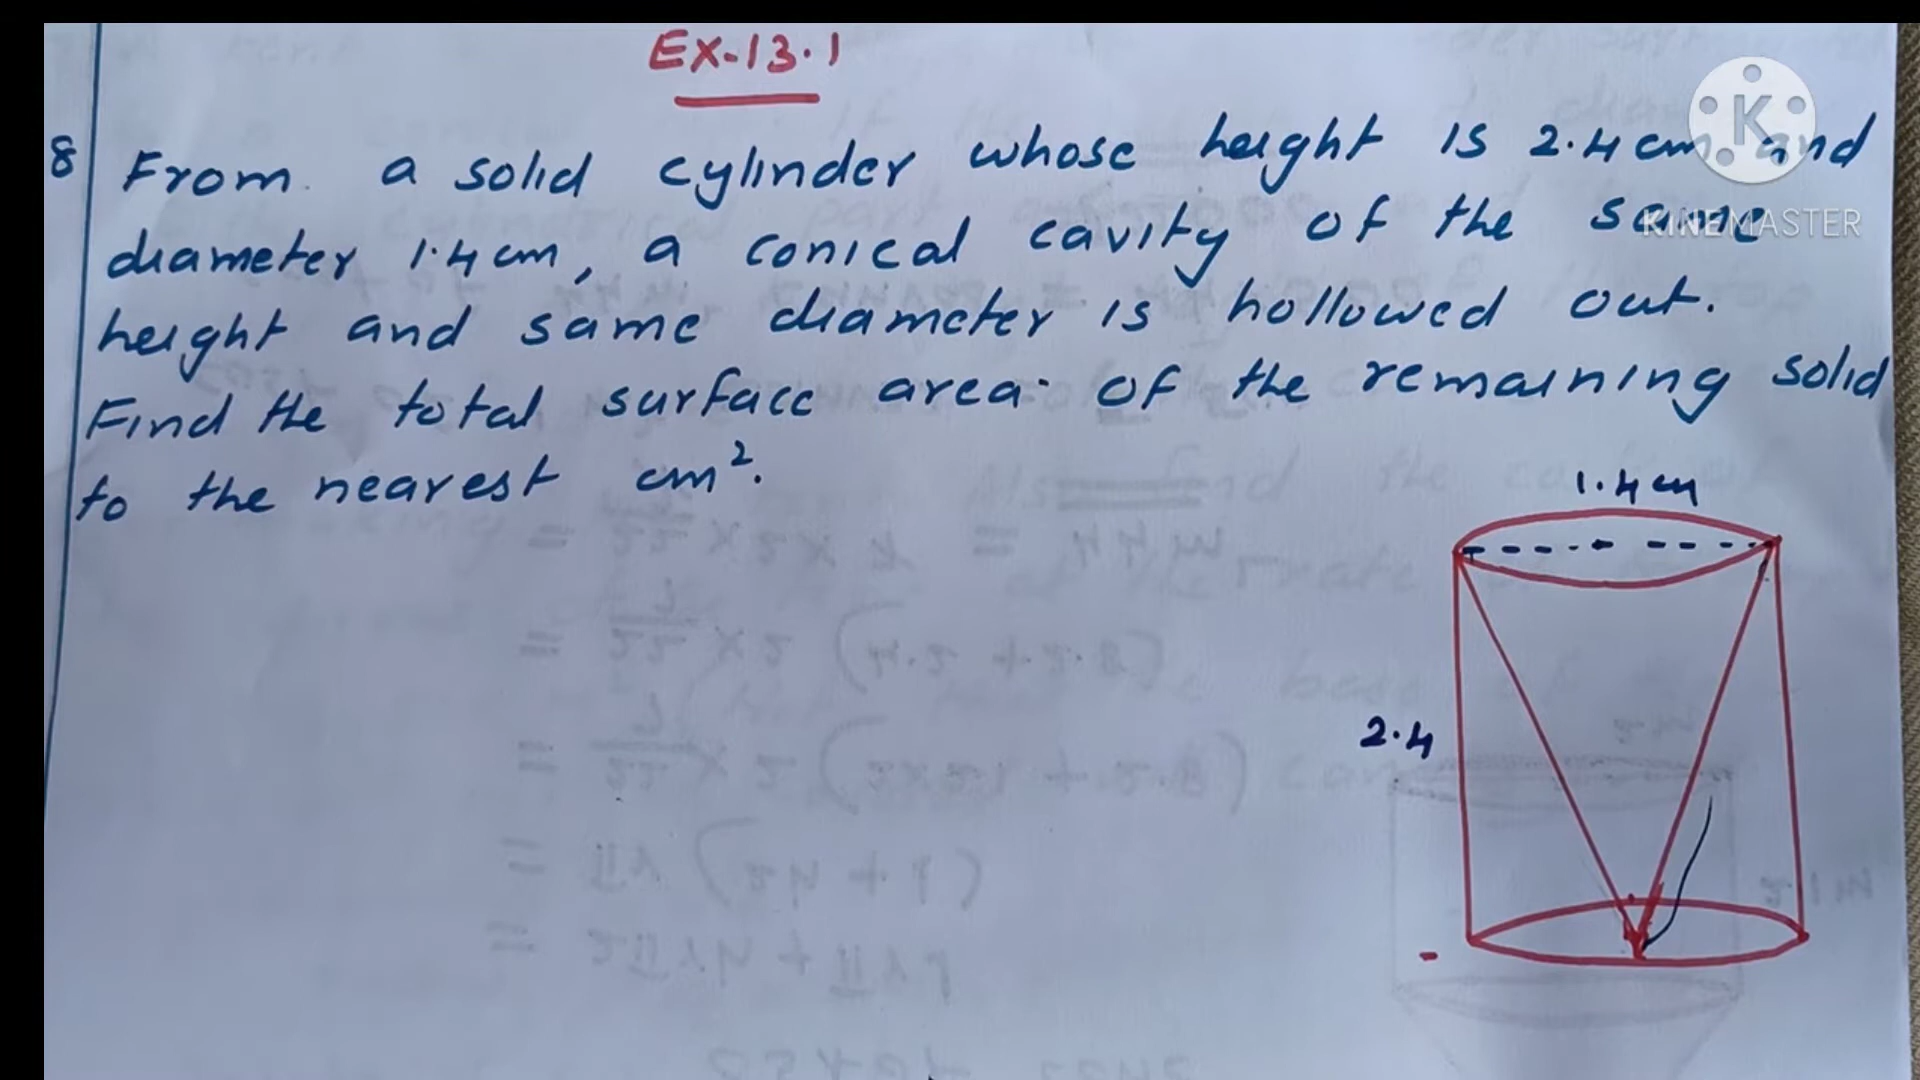 Ex-13.1
8 From a solid cylinder whose height is 2.4 cm and
diameter 1.4 cm, a conical cavity of the same
height and same diameter is hollowed out.
Find the total surface area of the remaining solid
to the nearest cm².
1.4 cm
2.4
K
KINEMASTER